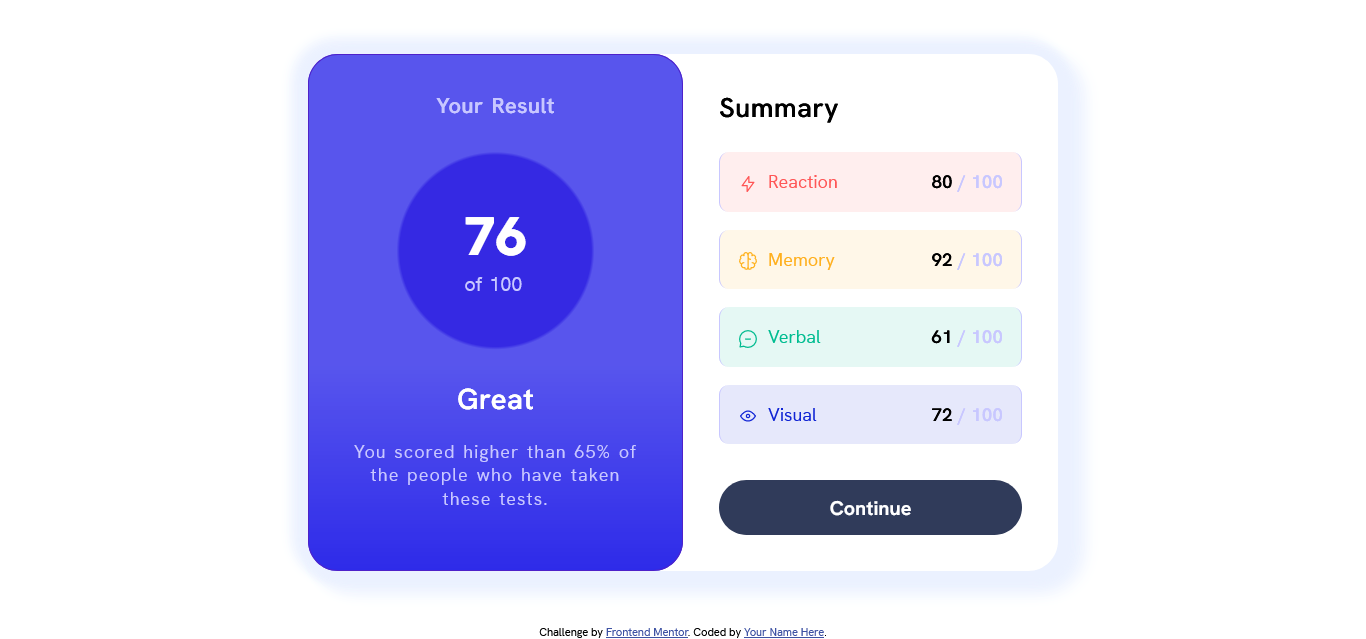 Your Result
76
of 100
Great
You scored higher than 65% of
the people who have taken
these tests.
Summary
Reaction 80 / 100
Memory 92 / 100
Verbal 61 / 100
Visual 72 / 100
Continue
Challenge by Frontend Mentor. Coded by Your Name Here.